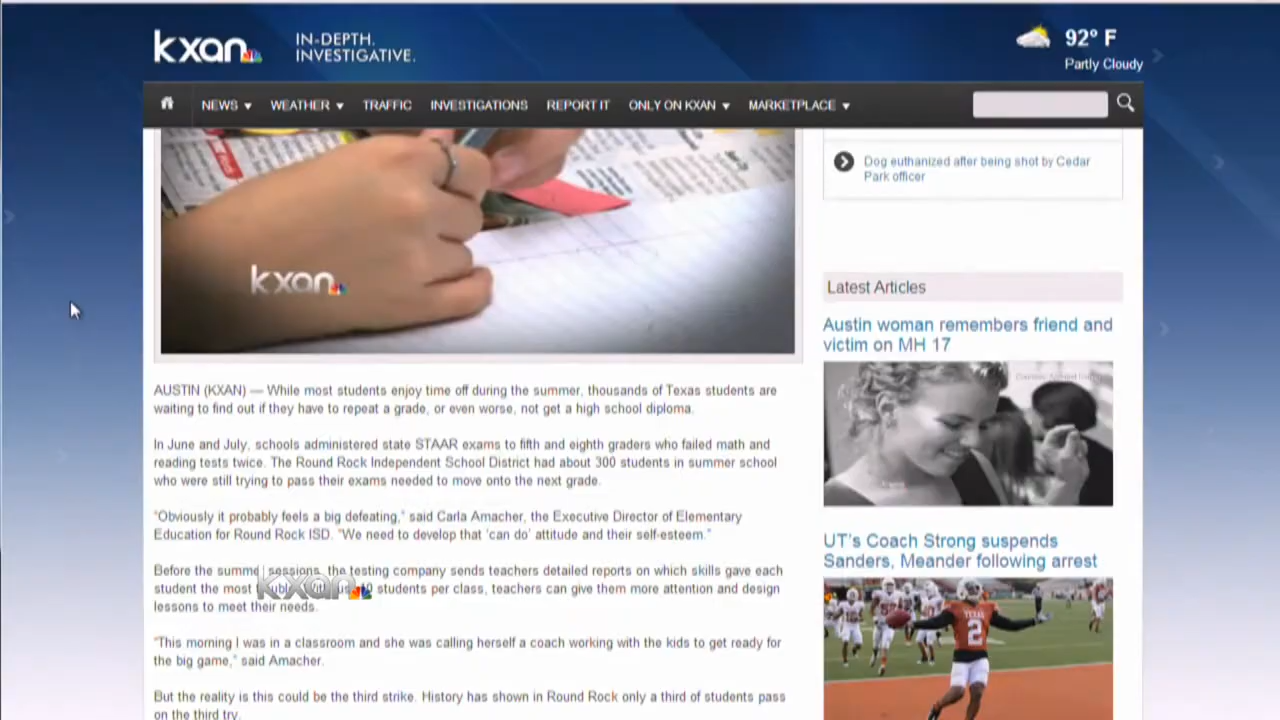 kxan
IN-DEPTH.
INVESTIGATIVE.
92° F
Partly Cloudy
NEWS
WEATHER
TRAFFIC
INVESTIGATIONS
REPORT IT
ONLY ON KXAN
MARKETPLACE
kxan
AUSTIN (KXAN) — While most students enjoy time off during the summer, thousands of Texas students are
waiting to find out if they have to repeat a grade, or even worse, not get a high school diploma.
In June and July, schools administered state STAAR exams to fifth and eighth graders who failed math and
reading tests twice. The Round Rock Independent School District had about 300 students in summer school
who were still trying to pass their exams needed to move onto the next grade.
“Obviously it probably feels a big defeating,” said Carla Amacher, the Executive Director of Elementary
Education for Round Rock ISD. “We need to develop that ‘can do’ attitude and their self-esteem.”
Before the summer sessions, the testing company sends teachers detailed reports on which skills gave each
student the most students per class, teachers can give them more attention and design
lessons to meet their needs.
kxan
“This morning I was in a classroom and she was calling herself a coach working with the kids to get ready for
the big game,” said Amacher.
But the reality is this could be the third strike. History has shown in Round Rock only a third of students pass
on the third try.
Dog euthanized after being shot by Cedar
Park officer
Latest Articles
Austin woman remembers friend and
victim on MH 17
UT’s Coach Strong suspends
Sanders, Meander following arrest
TEXAS
2